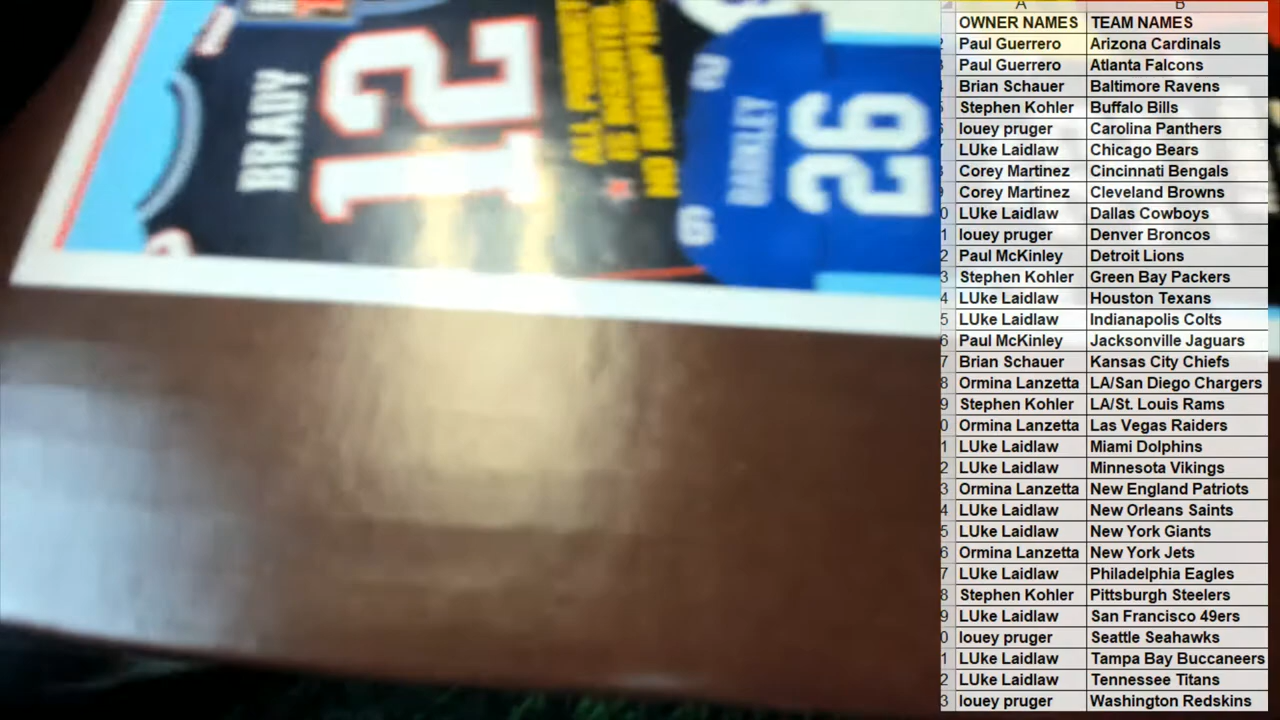 BRADY
12
ALL
IS
NO
BARKLEY
26
A B
OWNER NAMES TEAM NAMES
Paul Guerrero Arizona Cardinals
Paul Guerrero Atlanta Falcons
Brian Schauer Baltimore Ravens
Stephen Kohler Buffalo Bills
louey pruger Carolina Panthers
LUke Laidlaw Chicago Bears
Corey Martinez Cincinnati Bengals
Corey Martinez Cleveland Browns
LUke Laidlaw Dallas Cowboys
louey pruger Denver Broncos
Paul McKinley Detroit Lions
Stephen Kohler Green Bay Packers
LUke Laidlaw Houston Texans
LUke Laidlaw Indianapolis Colts
Paul McKinley Jacksonville Jaguars
Brian Schauer Kansas City Chiefs
Ormina Lanzetta LA/San Diego Chargers
Stephen Kohler LA/St. Louis Rams
Ormina Lanzetta Las Vegas Raiders
LUke Laidlaw Miami Dolphins
LUke Laidlaw Minnesota Vikings
Ormina Lanzetta New England Patriots
LUke Laidlaw New Orleans Saints
LUke Laidlaw New York Giants
Ormina Lanzetta New York Jets
LUke Laidlaw Philadelphia Eagles
Stephen Kohler Pittsburgh Steelers
LUke Laidlaw San Francisco 49ers
louey pruger Seattle Seahawks
LUke Laidlaw Tampa Bay Buccaneers
LUke Laidlaw Tennessee Titans
louey pruger Washington Redskins